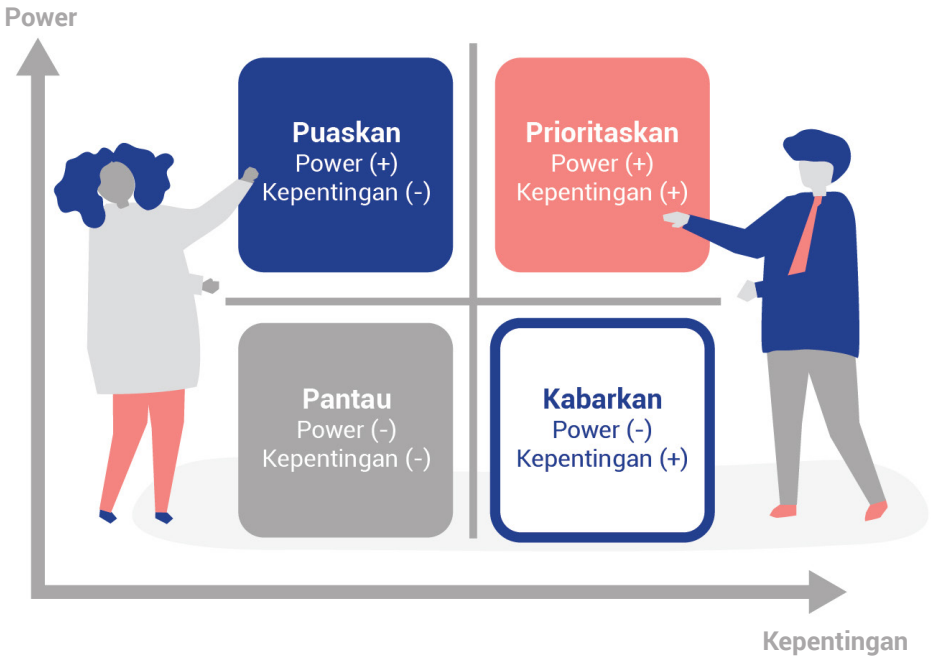 Power
Puaskan
Power (+)
Kepentingan (-)
Prioritaskan
Power (+)
Kepentingan (+)
Pantau
Power (-)
Kepentingan (-)
Kabarkan
Power (-)
Kepentingan (+)
Kepentingan